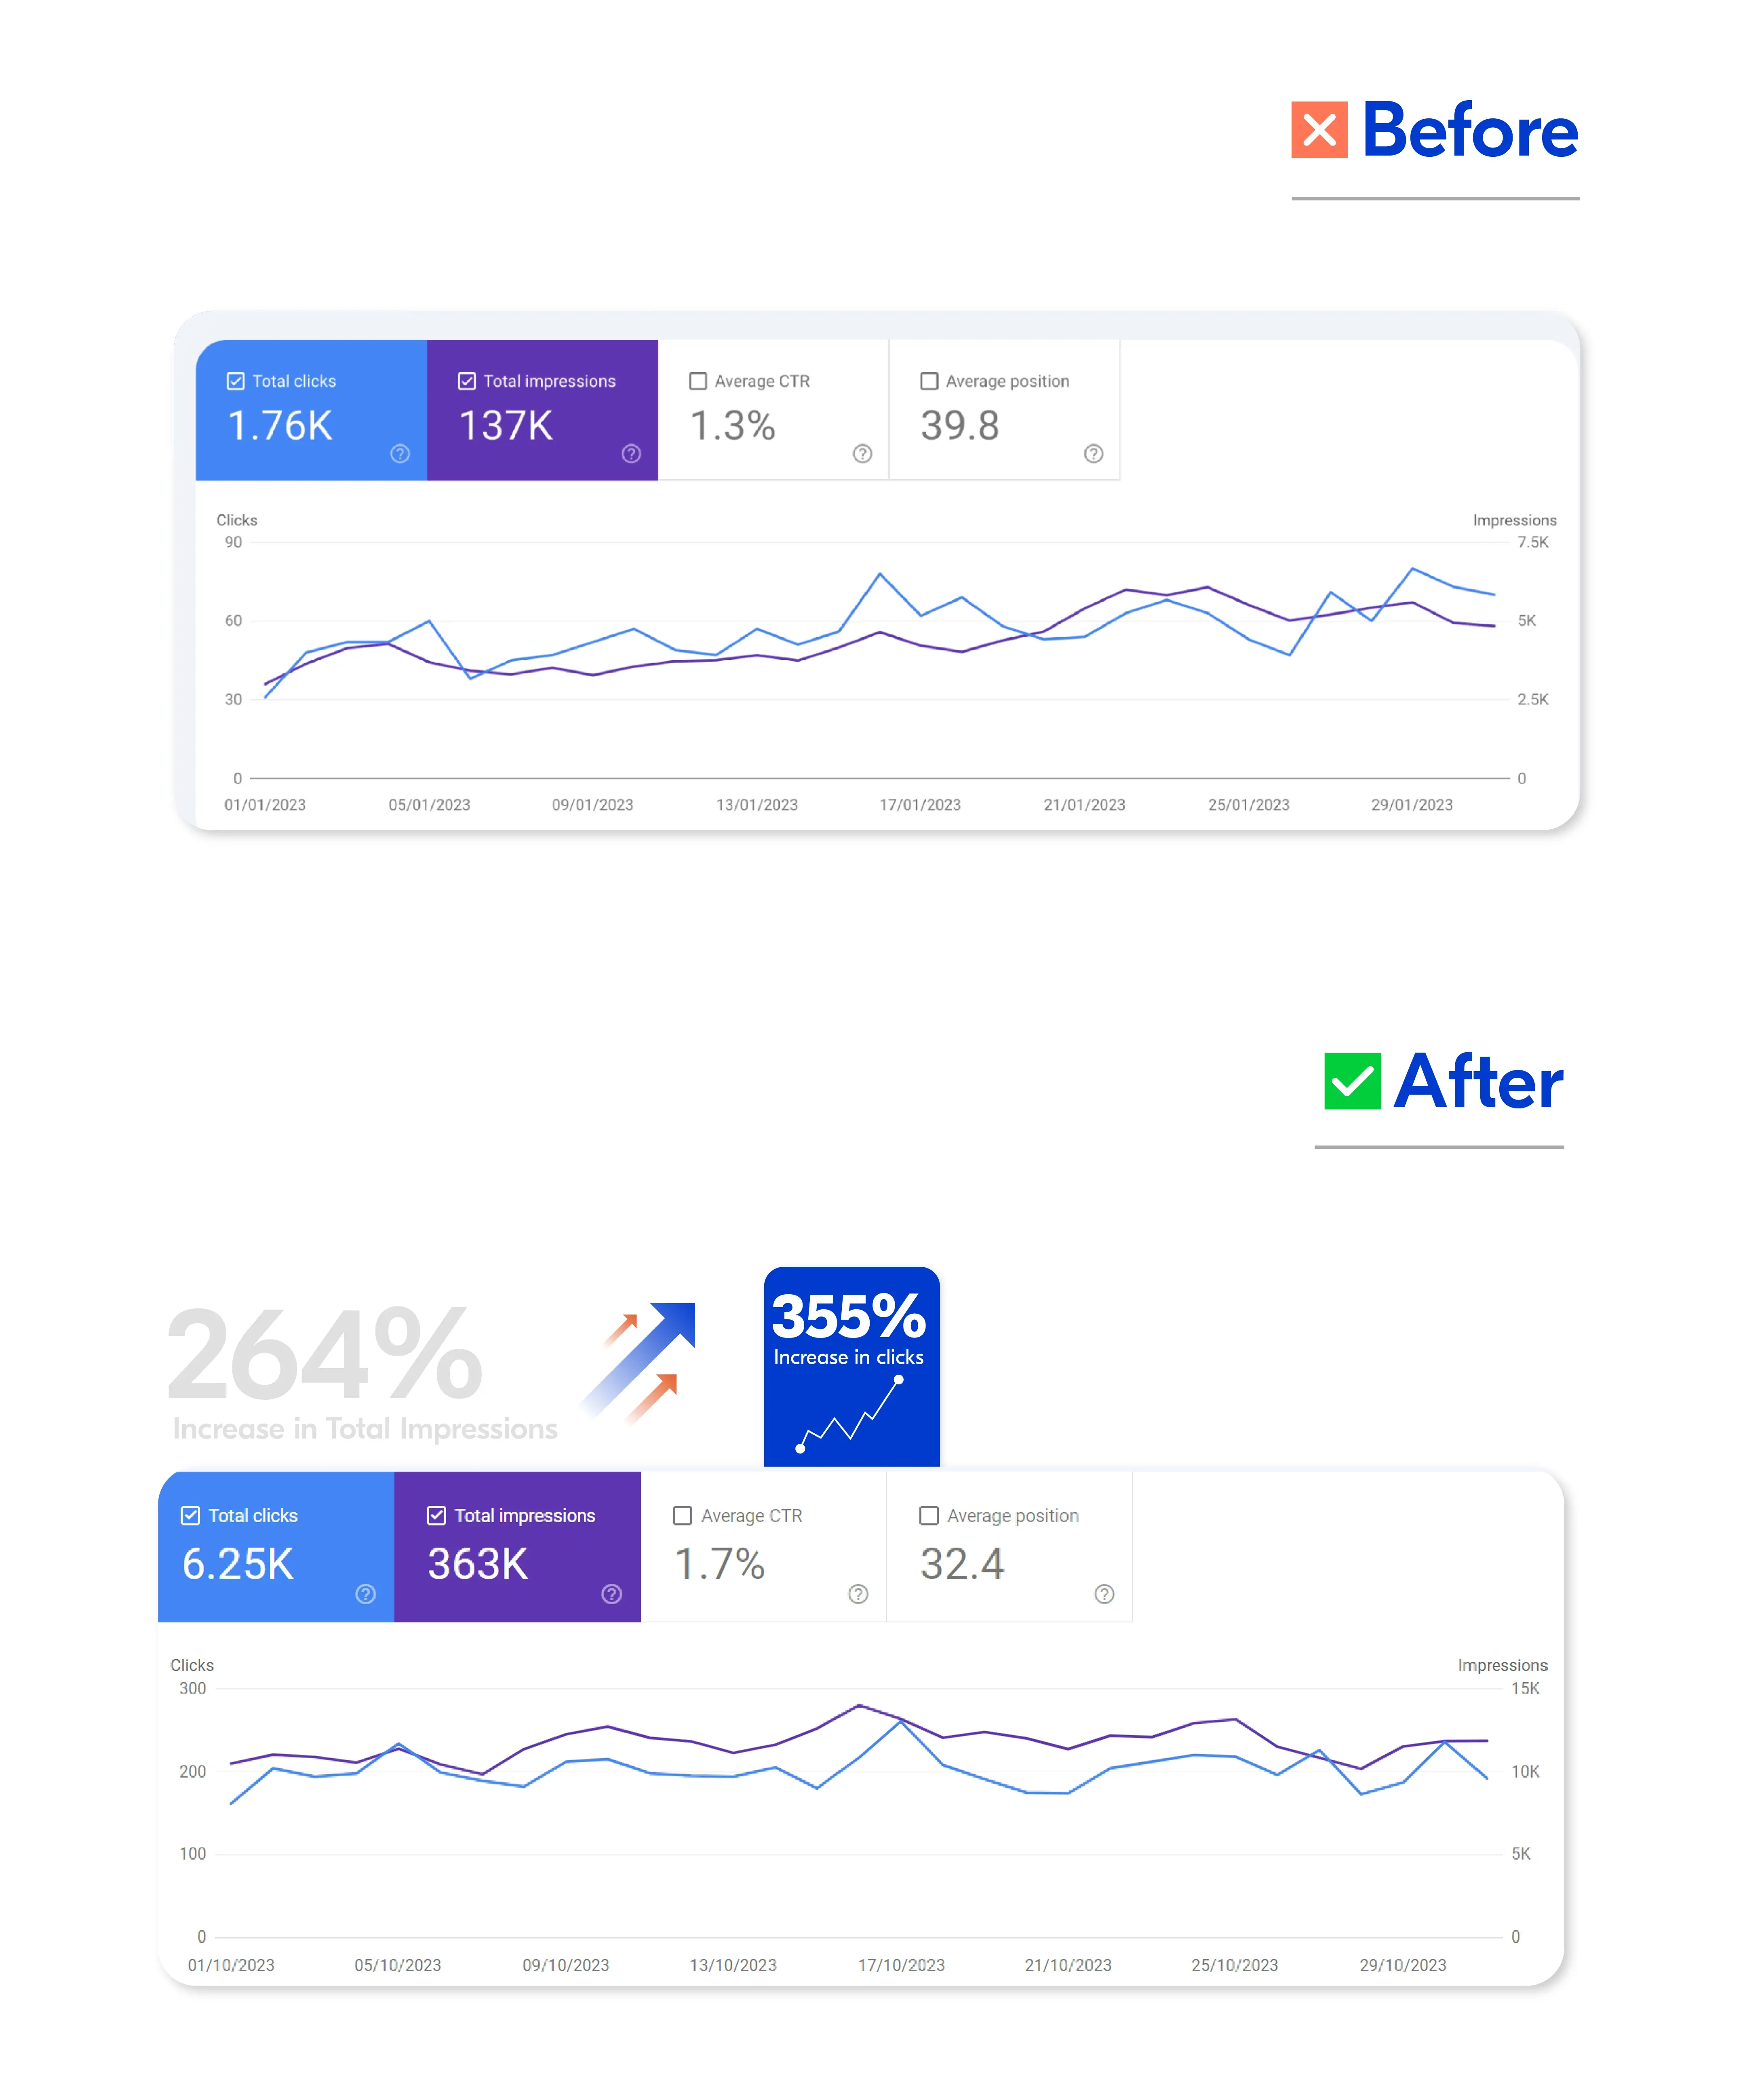 Before
Total clicks
1.76K
Total impressions
137K
Average CTR
1.3%
Average position
39.8
Clicks
Impressions
90
7.5K
60
5K
30
2.5K
0
0
01/01/2023 05/01/2023 09/01/2023 13/01/2023 17/01/2023 21/01/2023 25/01/2023 29/01/2023
After
264%
Increase in Total Impressions
355%
Increase in clicks
Total clicks
6.25K
Total impressions
363K
Average CTR
1.7%
Average position
32.4
Clicks
Impressions
300
15K
200
10K
100
5K
0
0
01/10/2023 05/10/2023 09/10/2023 13/10/2023 17/10/2023 21/10/2023 25/10/2023 29/10/2023